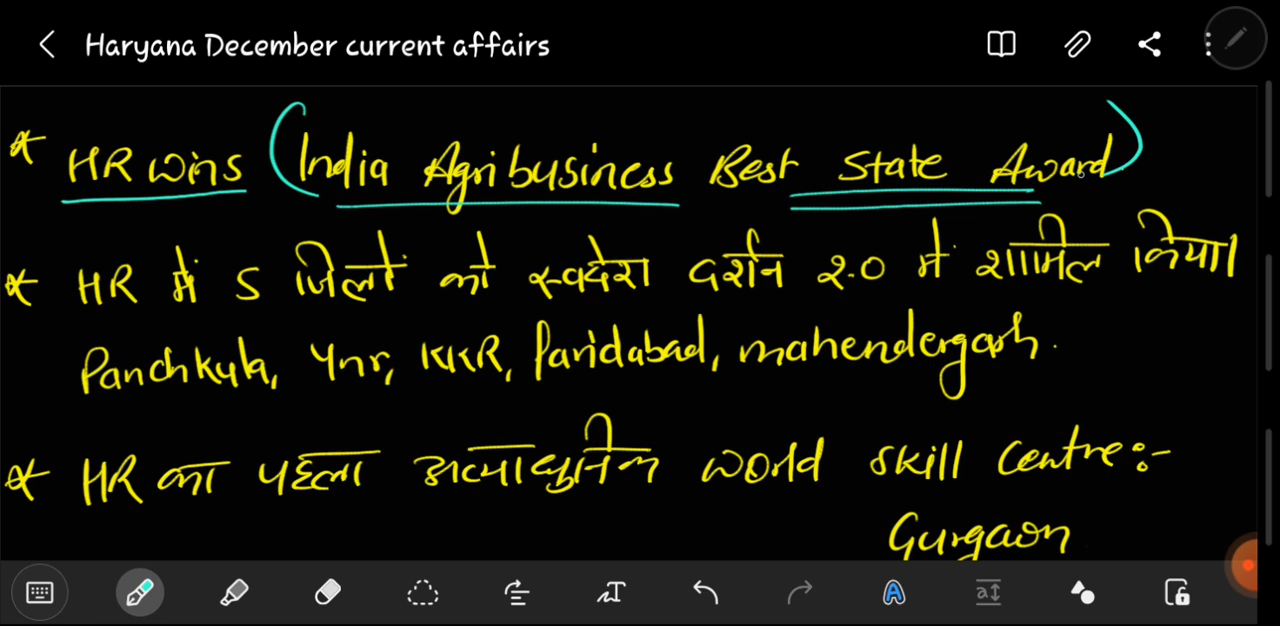 Haryana December current affairs
* HR wins (India Agribusiness Best State Award)
* HR में 5 जिलों को स्वदेश दर्शन २.0 में शामिल किया।
Panchkula, Ynr, KKR, Faridabad, mahendergarh.
* HR का पहला अत्याधुनिक world skill centre:-
Gurgaon